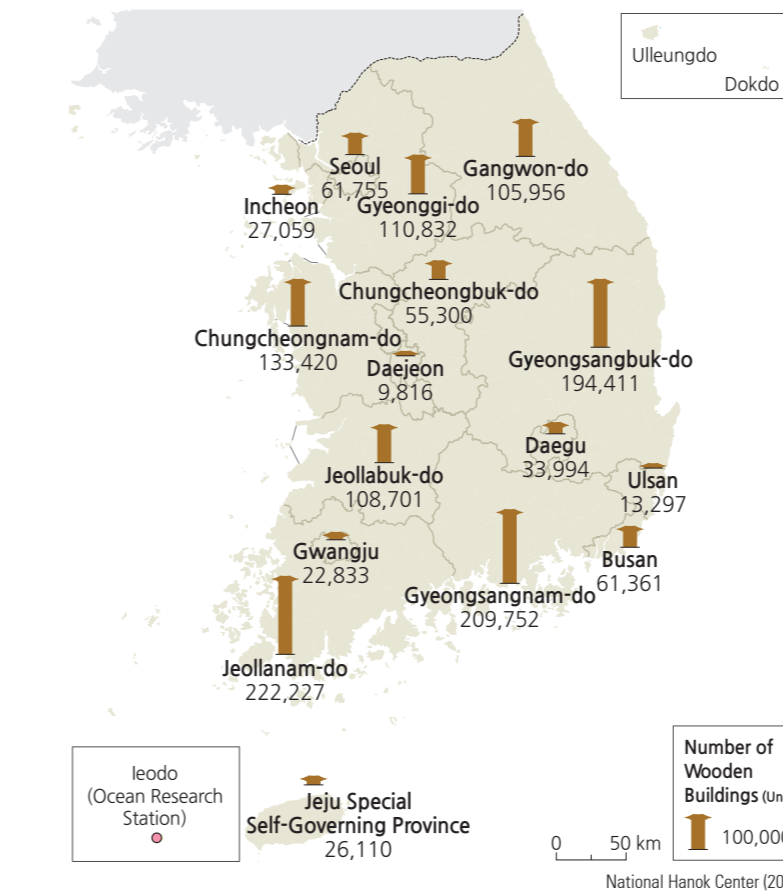 Ulleungdo
Dokdo
Seoul
61,755
Gangwon-do
105,956
Incheon
27,059
Gyeonggi-do
110,832
Chungcheongbuk-do
55,300
Chungcheongnam-do
133,420
Daejeon
9,816
Gyeongsangbuk-do
194,411
Daegu
33,994
Jeollabuk-do
108,701
Ulsan
13,297
Gwangju
22,833
Busan
61,361
Gyeongsangnam-do
209,752
Jeollanam-do
222,227
Ieodo
(Ocean Research
Station)
Jeju Special
Self-Governing Province
26,110
0 50 km
Number of
Wooden
Buildings
National Hanok Center